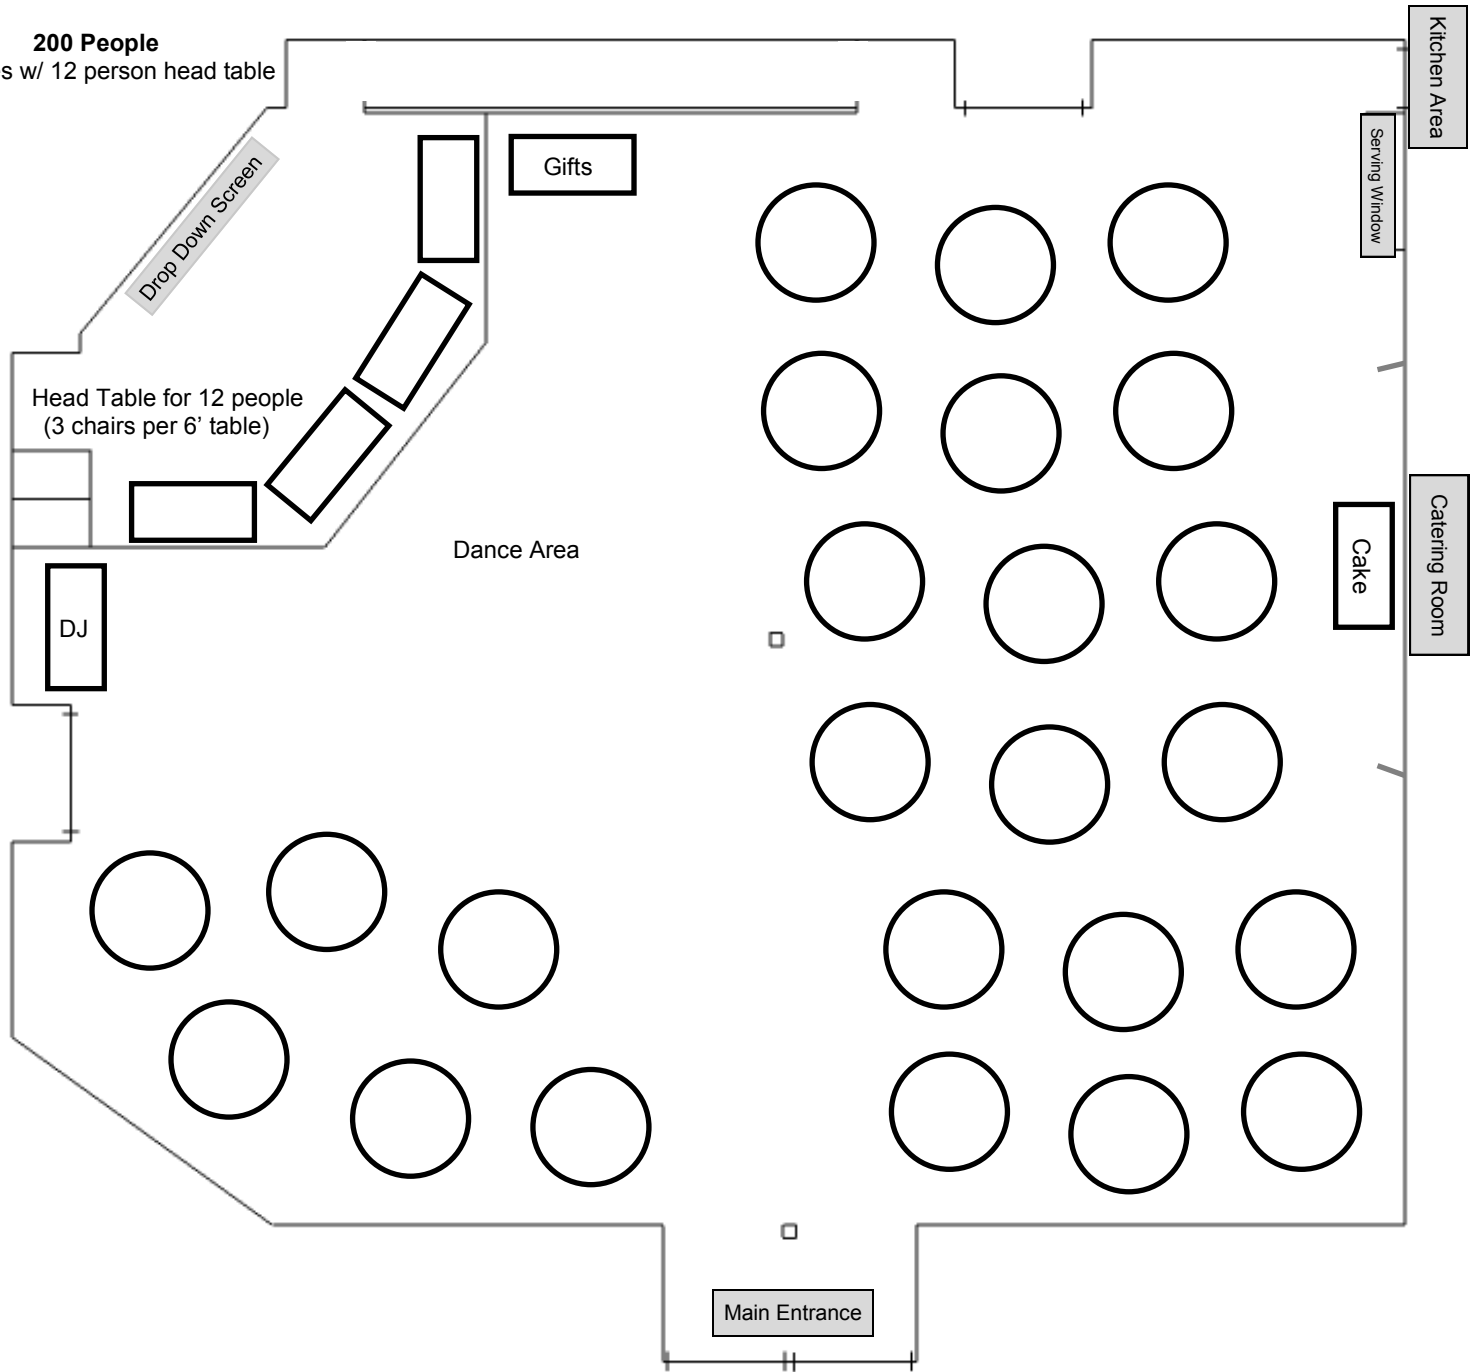 200 People
s w/ 12 person head table
Kitchen Area
Serving Window
Gifts
Drop Down Screen
Head Table for 12 people
(3 chairs per 6’ table)
Dance Area
Cake
Catering Room
DJ
Main Entrance